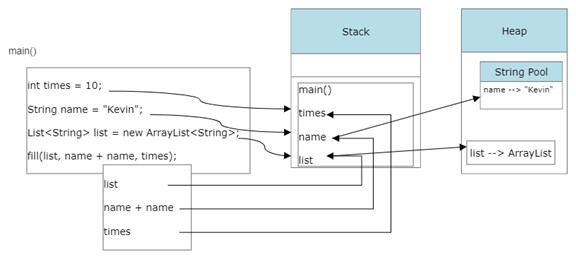 main()
int times = 10;
String name = "Kevin";
List<String> list = new ArrayList<String>;
fill(list, name + name, times);
list
name + name
times
Stack
main()
times
name
list
Heap
String Pool
name --> "Kevin"
list --> ArrayList